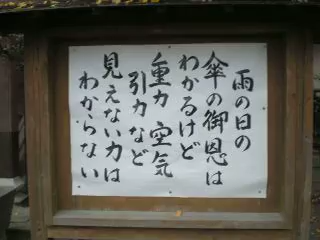 雨の日の
傘の御恩は
わかるけど
重力 空気
引力など
見えない力は
わからない